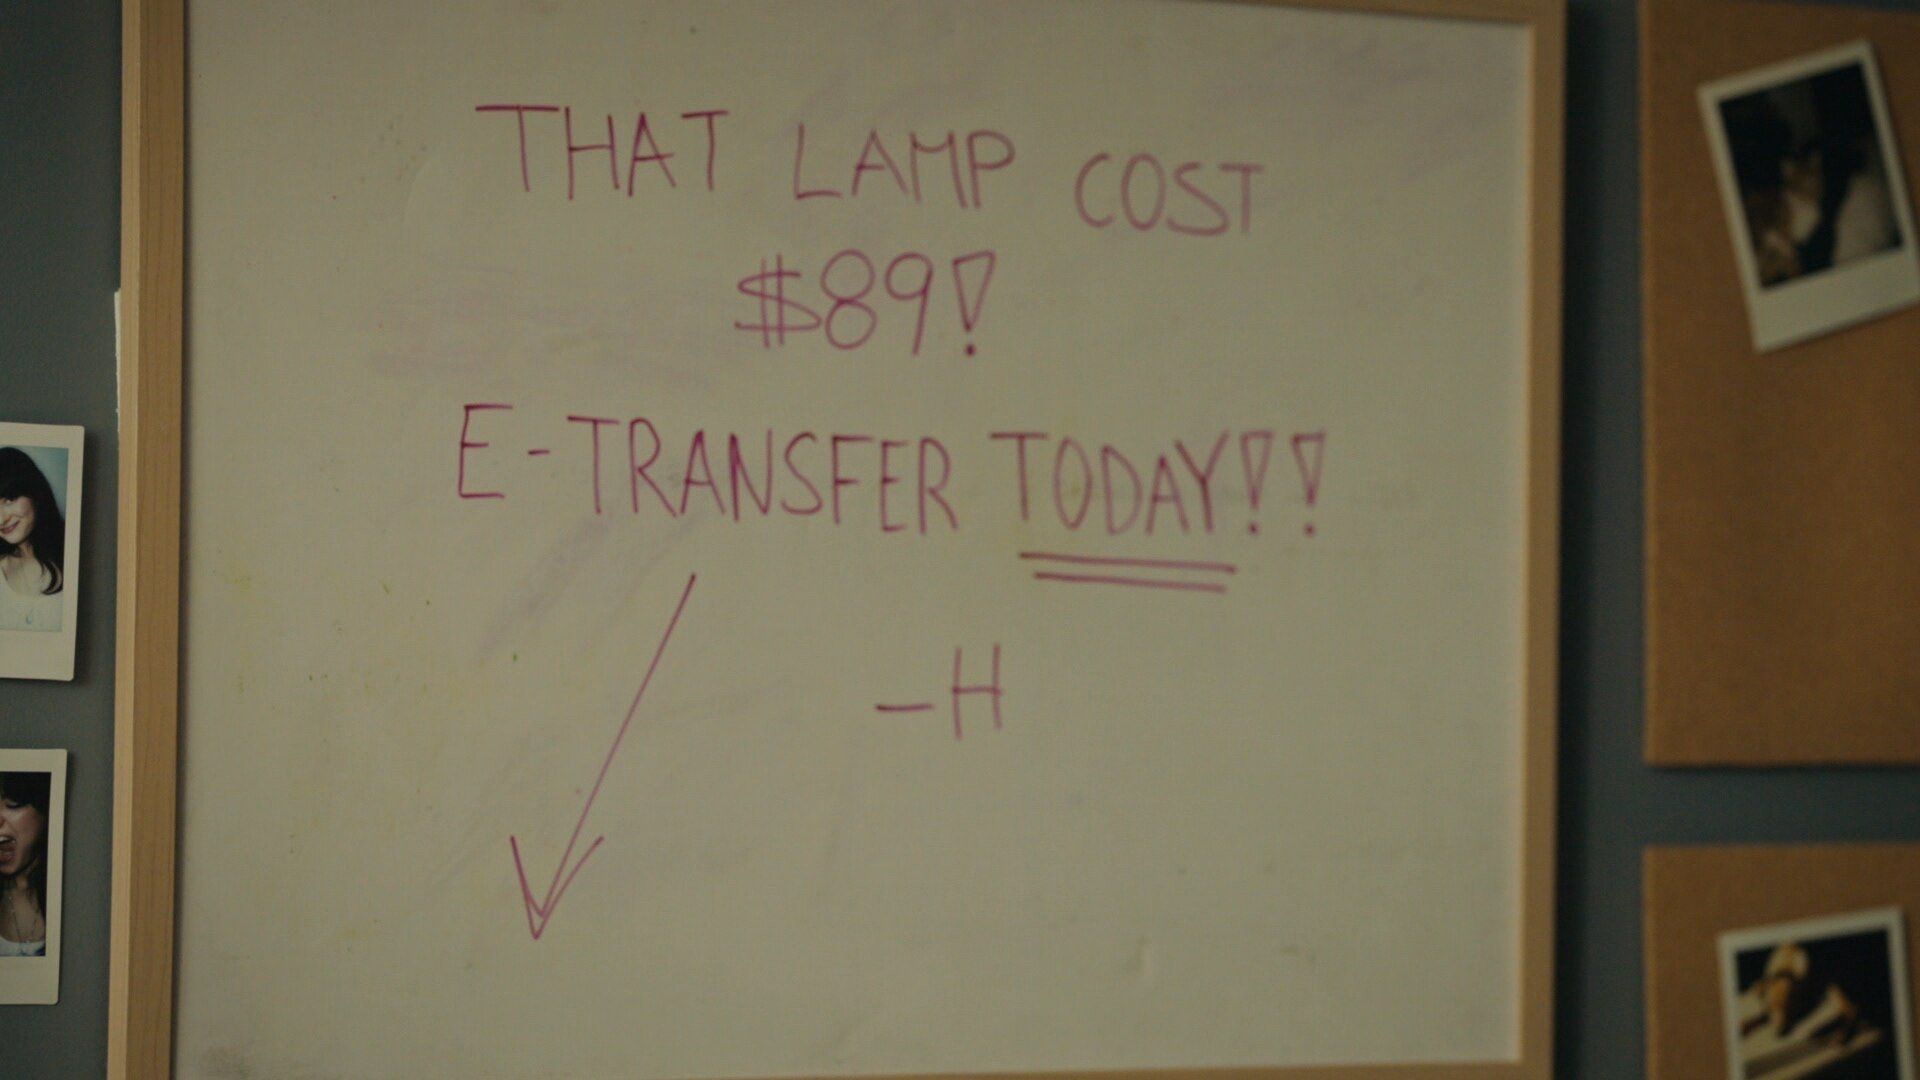 THAT LAMP COST
$89!
E-TRANSFER TODAY!!
-H